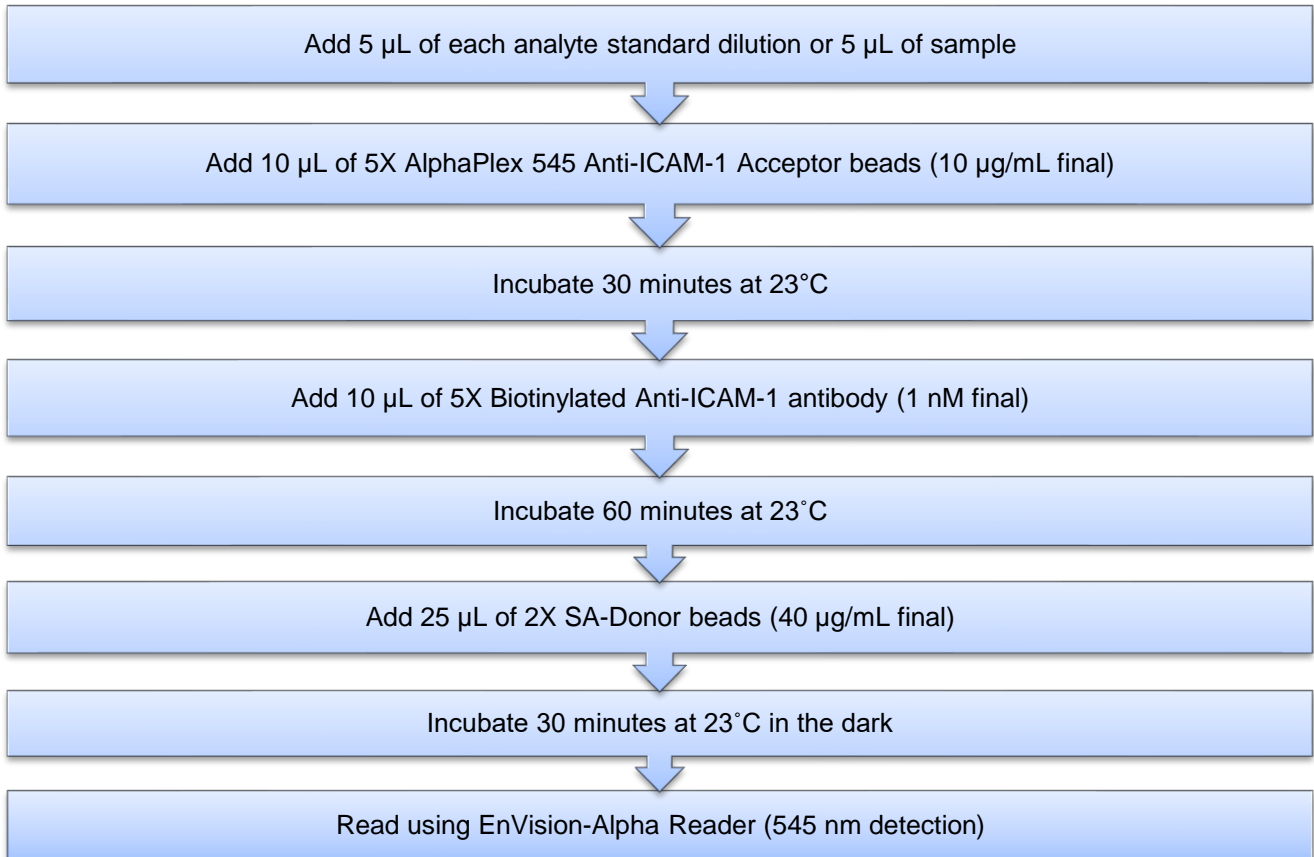 Add 5 µL of each analyte standard dilution or 5 µL of sample
Add 10 µL of 5X AlphaPlex 545 Anti-ICAM-1 Acceptor beads (10 µg/mL final)
Incubate 30 minutes at 23°C
Add 10 µL of 5X Biotinylated Anti-ICAM-1 antibody (1 nM final)
Incubate 60 minutes at 23˚C
Add 25 µL of 2X SA-Donor beads (40 µg/mL final)
Incubate 30 minutes at 23˚C in the dark
Read using EnVision-Alpha Reader (545 nm detection)